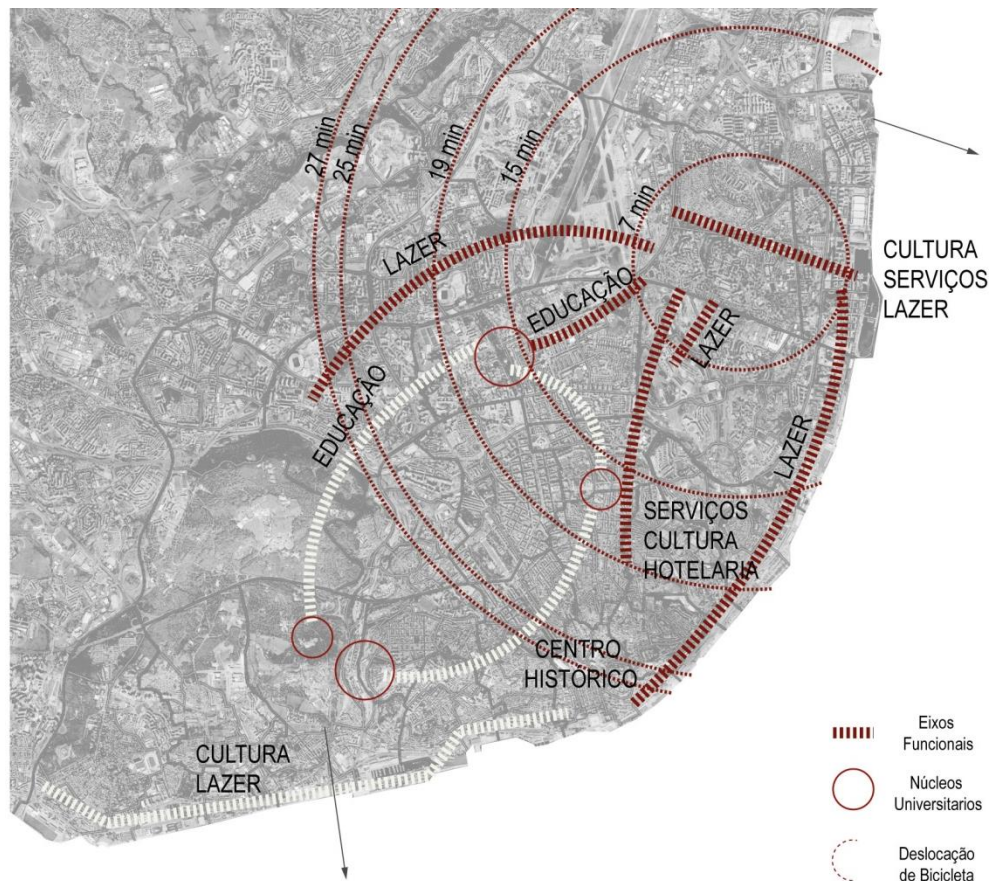 27 min
25 min
19 min
15 min
7 min
LAZER
EDUCAÇÃO
LAZER
CULTURA
SERVIÇOS
LAZER
EDUCAÇÃO
LAZER
SERVIÇOS
CULTURA
HOTELARIA
CENTRO
HISTÓRICO
CULTURA
LAZER
Eixos
Funcionais
Núcleos
Universitarios
Deslocação
de Bicicleta